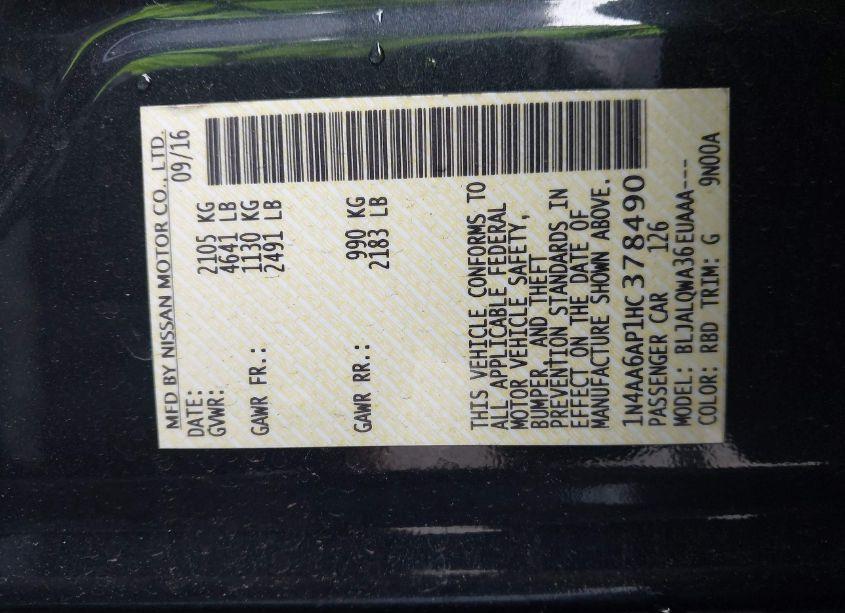 MFD BY NISSAN MOTOR CO., LTD.
DATE: 09/16
GVWR: 2105 KG
4641 LB
GAWR FR.: 1130 KG
2491 LB
GAWR RR.: 990 KG
2183 LB
THIS VEHICLE CONFORMS TO
ALL APPLICABLE FEDERAL
MOTOR VEHICLE SAFETY,
BUMPER, AND THEFT
PREVENTION STANDARDS IN
EFFECT ON THE DATE OF
MANUFACTURE SHOWN ABOVE.
1N4AA6AP1HC378490
PASSENGER CAR 126
MODEL: BLJALQWA36EUAAA---
COLOR: RBD TRIM: G 9N00A